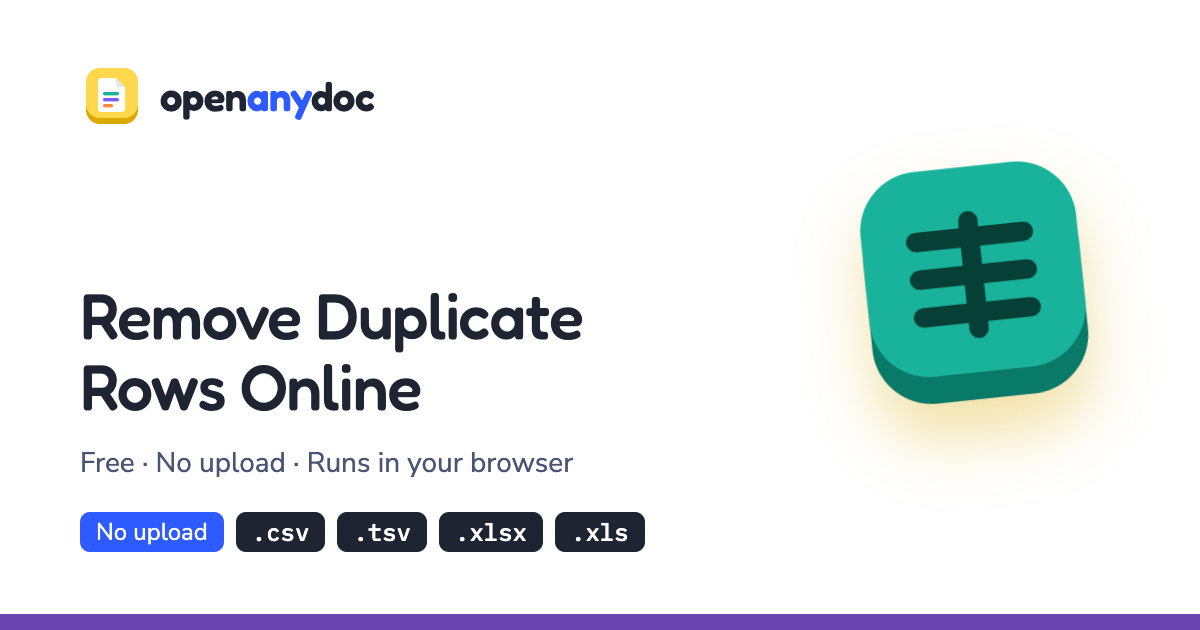 openanydoc
Remove Duplicate
Rows Online
Free · No upload · Runs in your browser
No upload .csv .tsv .xlsx .xls